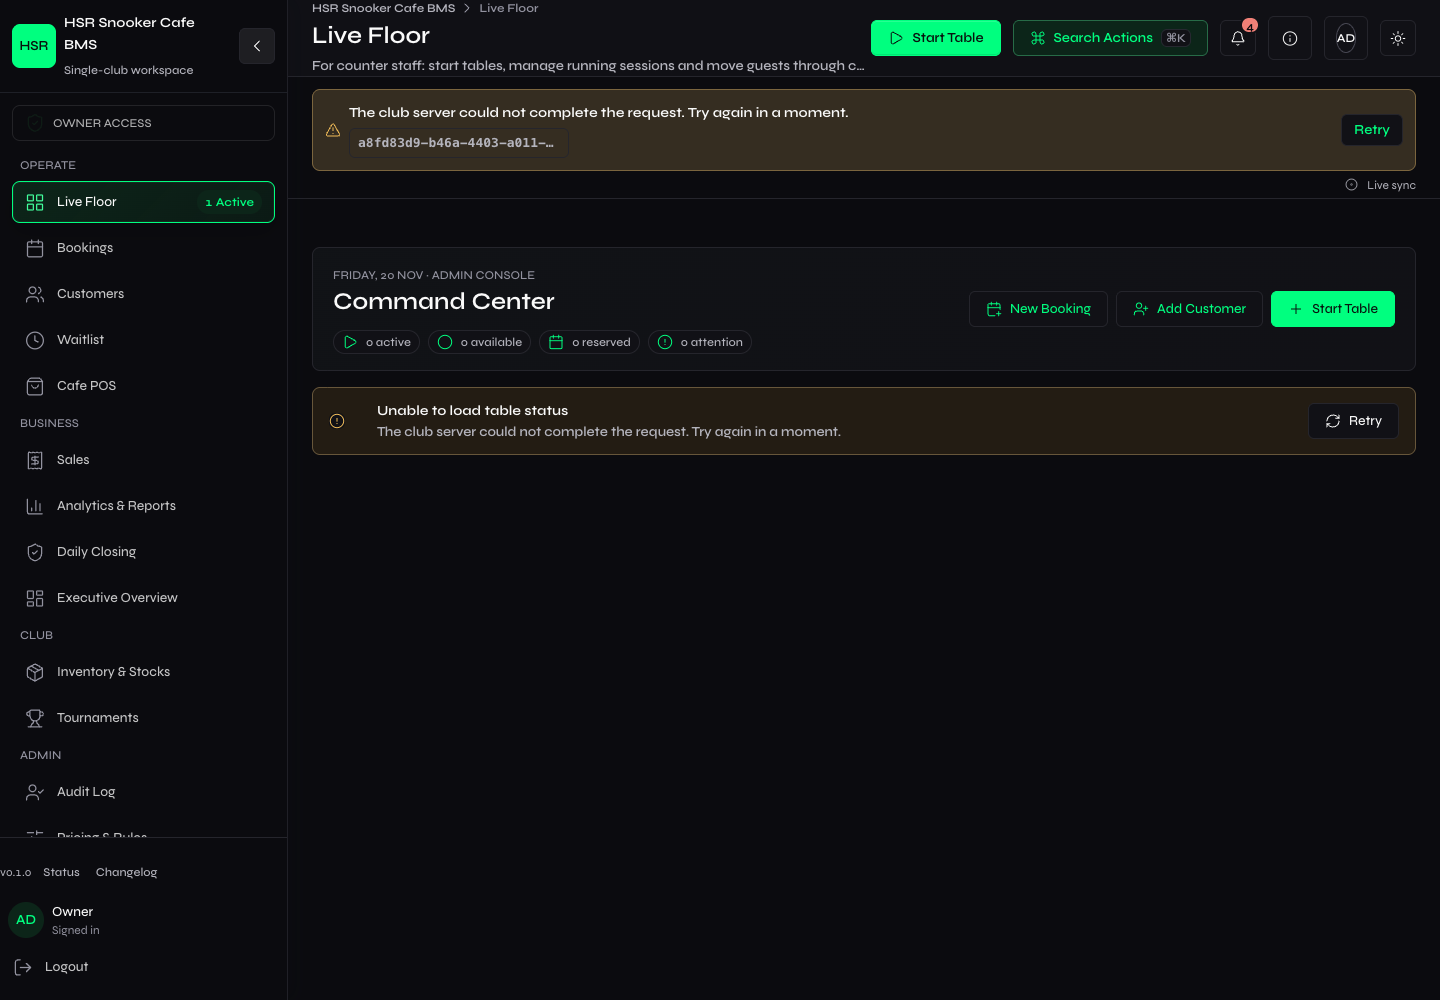 HSR
HSR Snooker Cafe
BMS
Single-club workspace
OWNER ACCESS
OPERATE
Live Floor
1 Active
Bookings
Customers
Waitlist
Cafe POS
BUSINESS
Sales
Analytics & Reports
Daily Closing
Executive Overview
CLUB
Inventory & Stocks
Tournaments
ADMIN
Audit Log
Pricing & Rules
v0.1.0 Status Changelog
AD
Owner
Signed in
Logout
HSR Snooker Cafe BMS > Live Floor
Live Floor
For counter staff: start tables, manage running sessions and move guests through c…
Start Table
Search Actions ⌘K
4
AD
The club server could not complete the request. Try again in a moment.
a8fd83d9-b46a-4403-a011-…
Retry
Live sync
FRIDAY, 20 NOV · ADMIN CONSOLE
Command Center
0 active
0 available
0 reserved
0 attention
New Booking
Add Customer
Start Table
Unable to load table status
The club server could not complete the request. Try again in a moment.
Retry